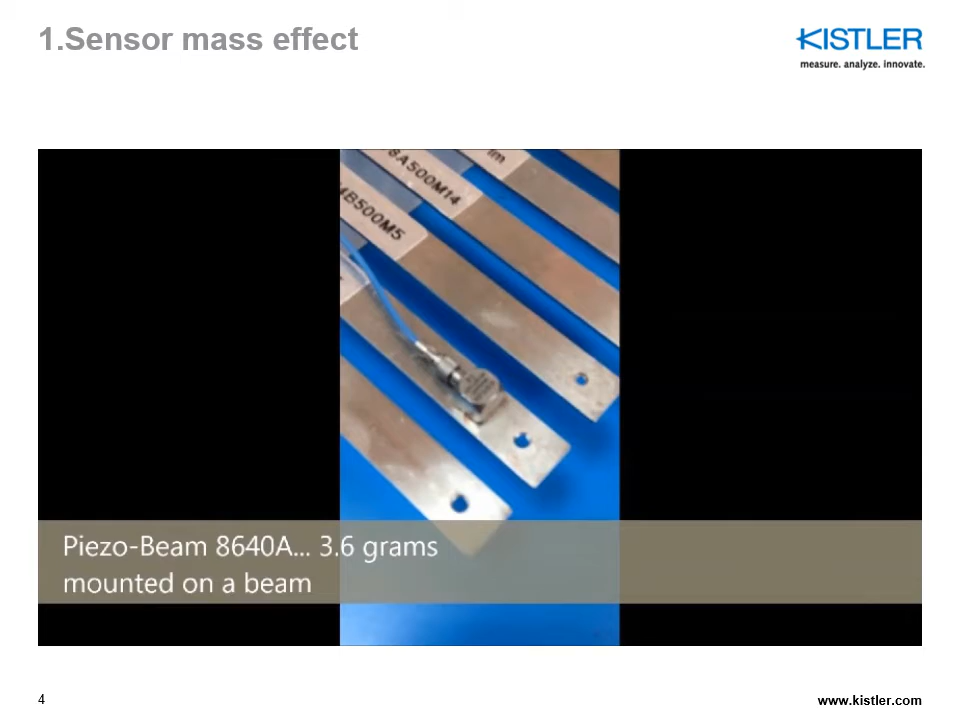 1.Sensor mass effect
KISTLER
measure. analyze. innovate.
8A500M14
4B500M5
Piezo-Beam 8640A... 3.6 grams
mounted on a beam
4
www.kistler.com